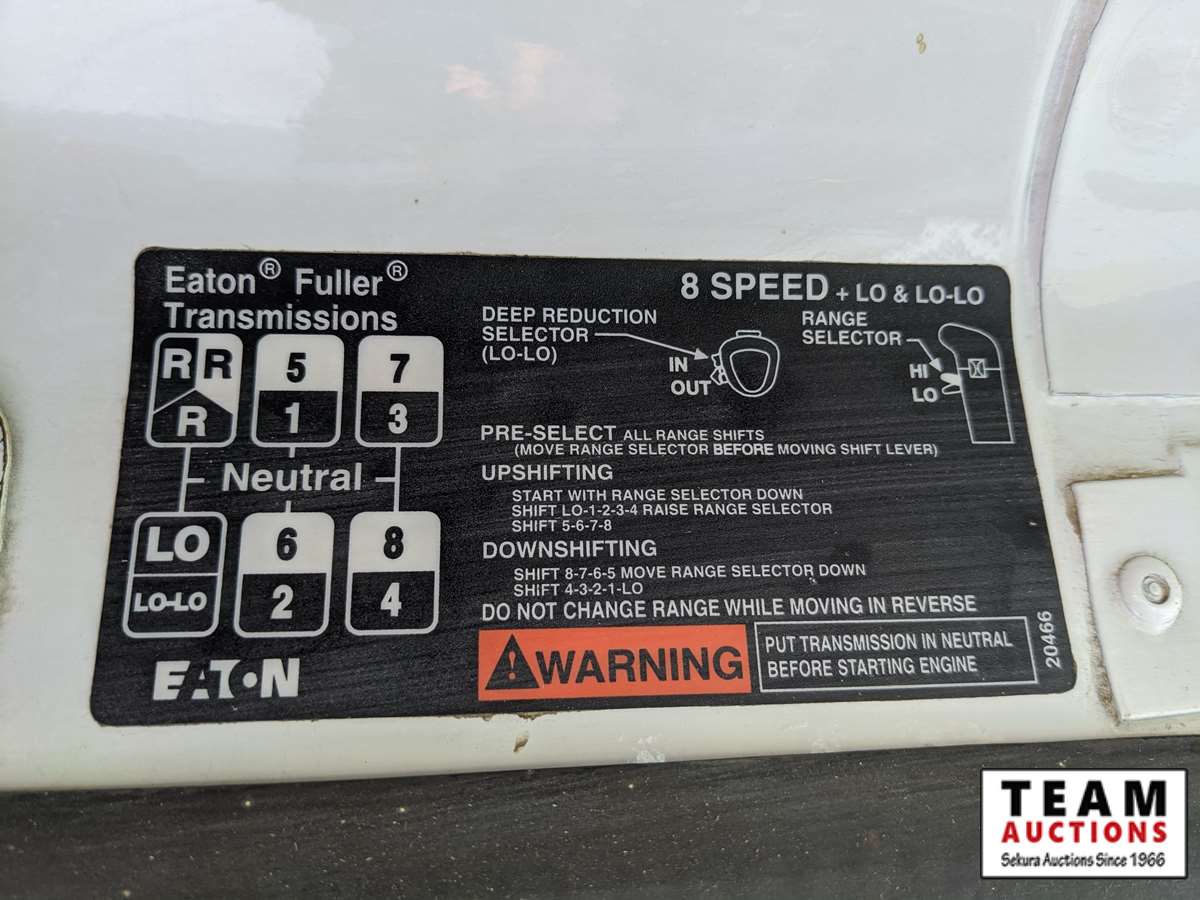 Eaton® Fuller®
Transmissions
8 SPEED + LO & LO-LO
DEEP REDUCTION
SELECTOR
(LO-LO)
IN
OUT
RANGE
SELECTOR
HI
LO
R R 5 7
R 1 3
Neutral
LO 6 8
LO-LO 2 4
EATON
PRE-SELECT ALL RANGE SHIFTS
(MOVE RANGE SELECTOR BEFORE MOVING SHIFT LEVER)
UPSHIFTING
START WITH RANGE SELECTOR DOWN
SHIFT LO-1-2-3-4 RAISE RANGE SELECTOR
SHIFT 5-6-7-8
DOWNSHIFTING
SHIFT 8-7-6-5 MOVE RANGE SELECTOR DOWN
SHIFT 4-3-2-1-LO
DO NOT CHANGE RANGE WHILE MOVING IN REVERSE
WARNING
PUT TRANSMISSION IN NEUTRAL
BEFORE STARTING ENGINE
20466
TEAM
AUCTIONS
Sekura Auctions Since 1966